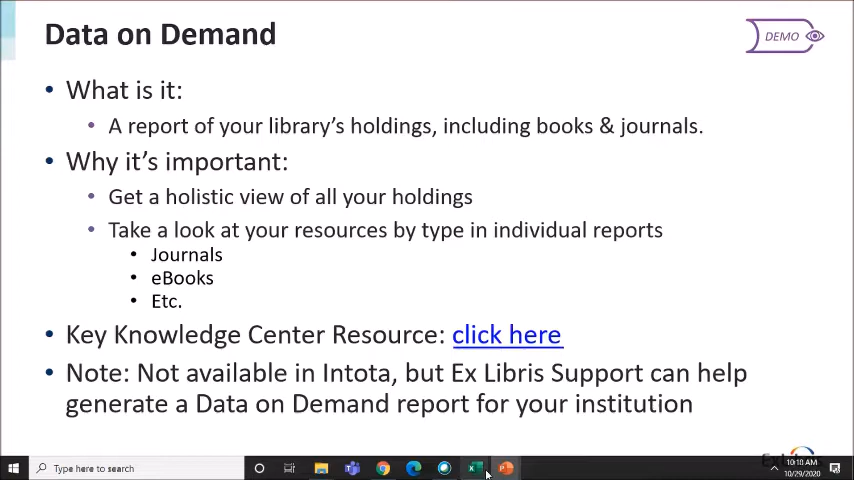 Data on Demand
DEMO
• What is it:
• A report of your library's holdings, including books & journals.
• Why it's important:
• Get a holistic view of all your holdings
• Take a look at your resources by type in individual reports
• Journals
• eBooks
• Etc.
• Key Knowledge Center Resource: click here
• Note: Not available in Intota, but Ex Libris Support can help
generate a Data on Demand report for your institution
Type here to search
10:18 AM
10/29/2020